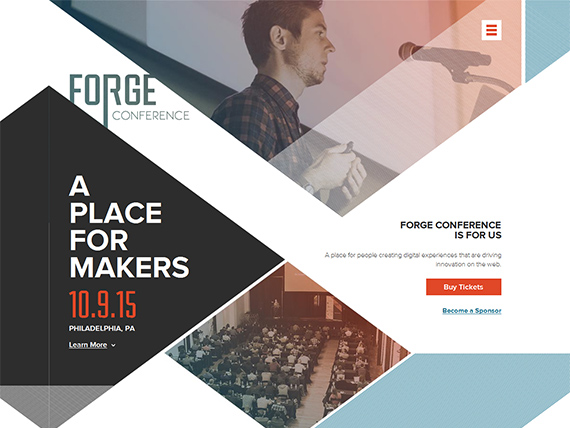 FORGE
CONFERENCE
A
PLACE
FOR
MAKERS
10.9.15
PHILADELPHIA, PA
Learn More
FORGE CONFERENCE
IS FOR US
A place for people creating digital experiences that are driving
innovation on the web.
Buy Tickets
Become a Sponsor